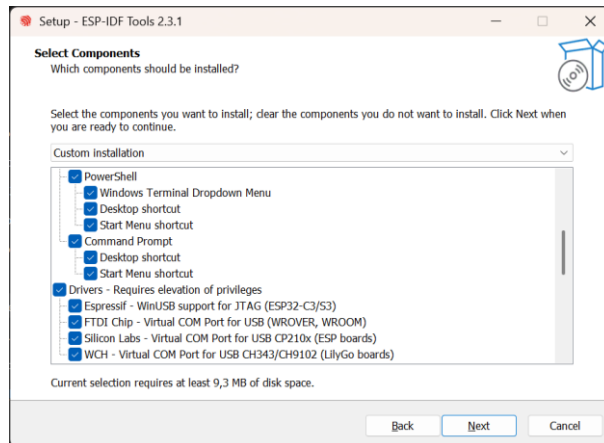 Setup - ESP-IDF Tools 2.3.1
Select Components
Which components should be installed?
Select the components you want to install; clear the components you do not want to install. Click Next when
you are ready to continue.
Custom installation
PowerShell
Windows Terminal Dropdown Menu
Desktop shortcut
Start Menu shortcut
Command Prompt
Desktop shortcut
Start Menu shortcut
Drivers - Requires elevation of privileges
Espressif - WinUSB support for JTAG (ESP32-C3/S3)
FTDI Chip - Virtual COM Port for USB (WROVER, WROOM)
Silicon Labs - Virtual COM Port for USB CP210x (ESP boards)
WCH - Virtual COM Port for USB CH343/CH9102 (LilyGo boards)
Current selection requires at least 9,3 MB of disk space.
Back Next Cancel